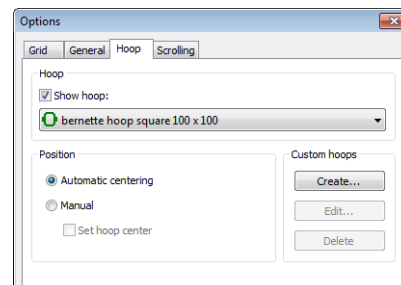 Options
Grid General Hoop Scrolling
Hoop
Show hoop:
bernette hoop square 100 x 100
Position
Custom hoops
Automatic centering
Create...
Manual
Edit...
Set hoop center
Delete